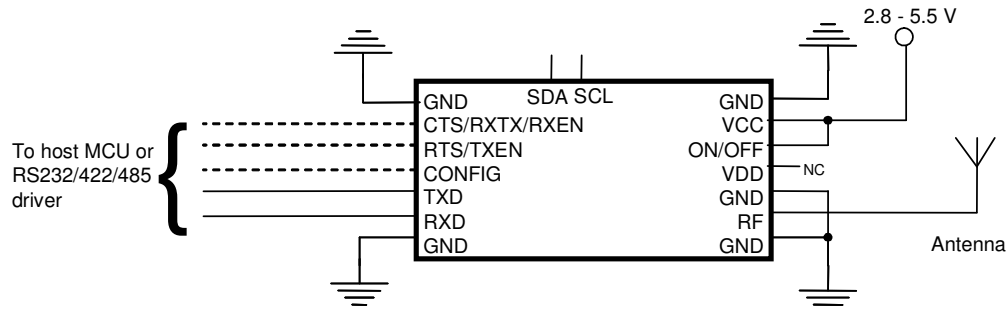 2.8 - 5.5 V
SDA SCL
GND
CTS/RXTX/RXEN
RTS/TXEN
CONFIG
TXD
RXD
GND
GND
VCC
ON/OFF
VDD
GND
RF
GND
NC
To host MCU or
RS232/422/485
driver
Antenna